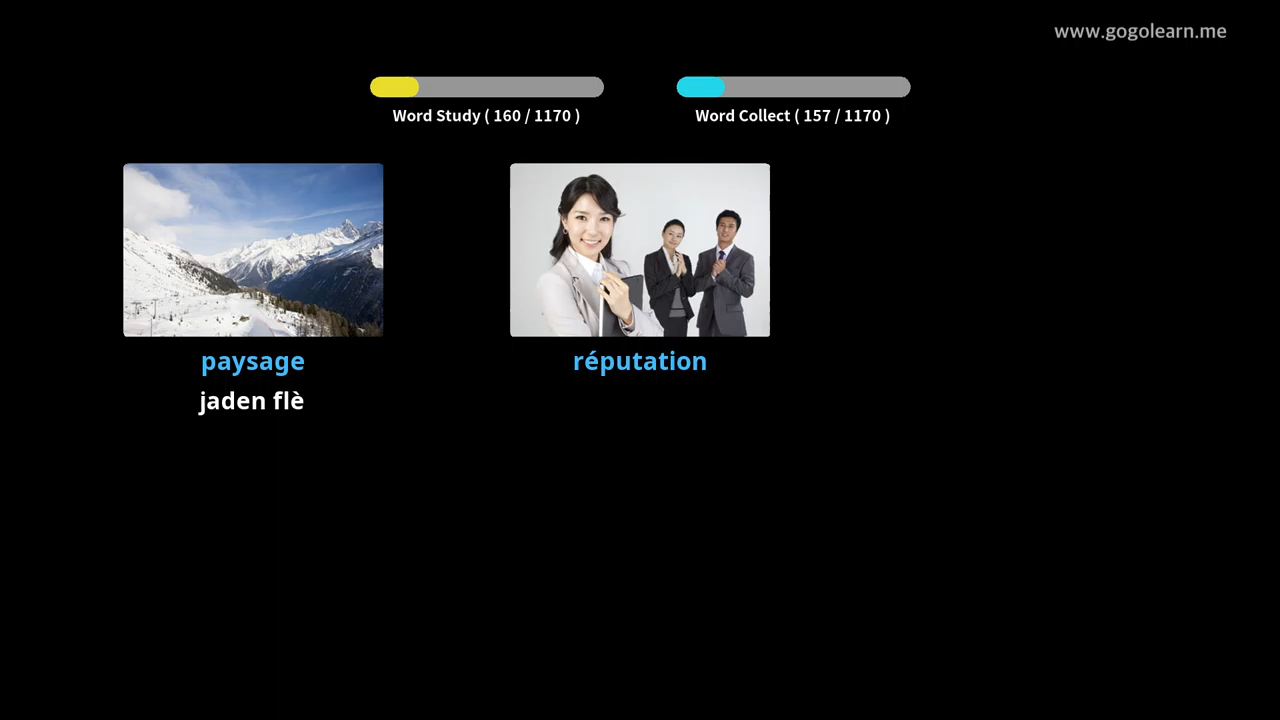 www.gogolearn.me
Word Study ( 160 / 1170 )
Word Collect ( 157 / 1170 )
paysage
réputation
jaden flè